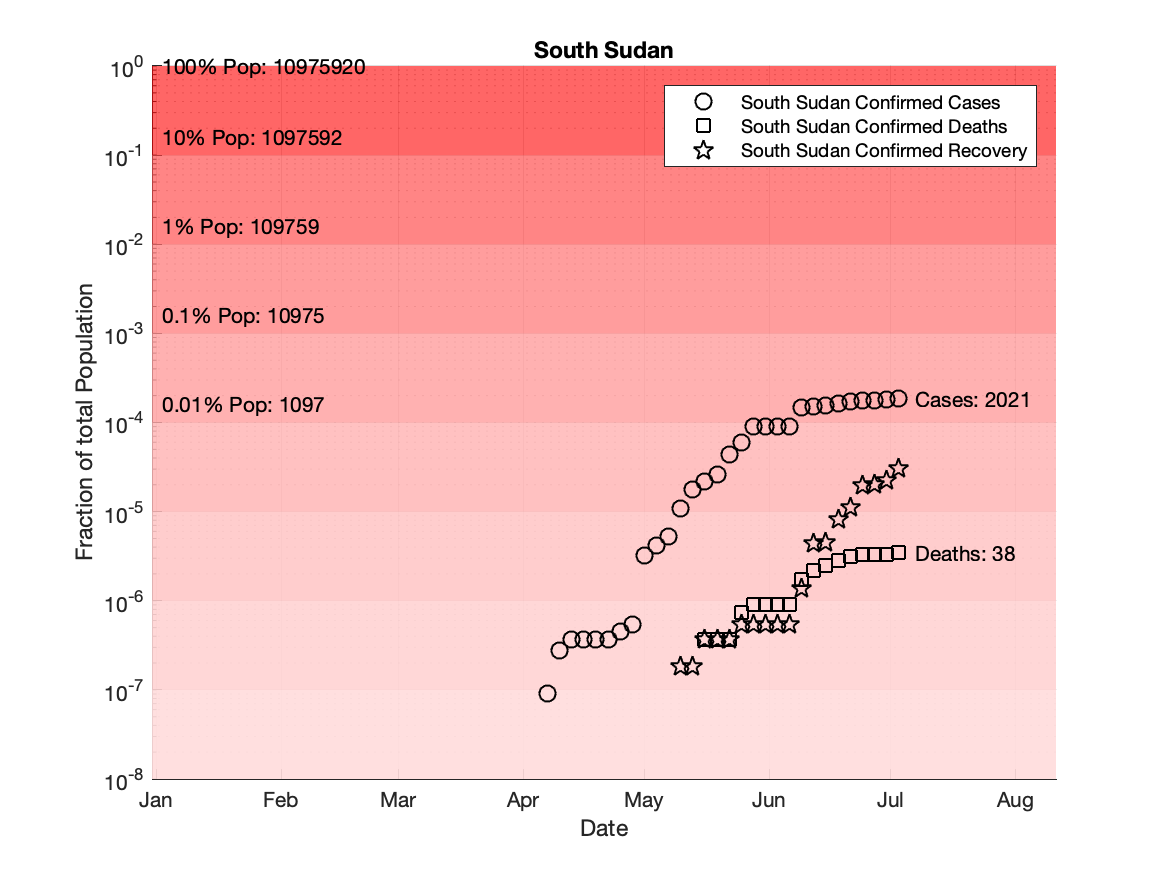 South Sudan
10^0
10^-1
10^-2
10^-3
10^-4
10^-5
10^-6
10^-7
10^-8
Fraction of total Population
100% Pop: 10975920
10% Pop: 1097592
1% Pop: 109759
0.1% Pop: 10975
0.01% Pop: 1097
South Sudan Confirmed Cases
South Sudan Confirmed Deaths
South Sudan Confirmed Recovery
Cases: 2021
Deaths: 38
Jan Feb Mar Apr May Jun Jul Aug
Date